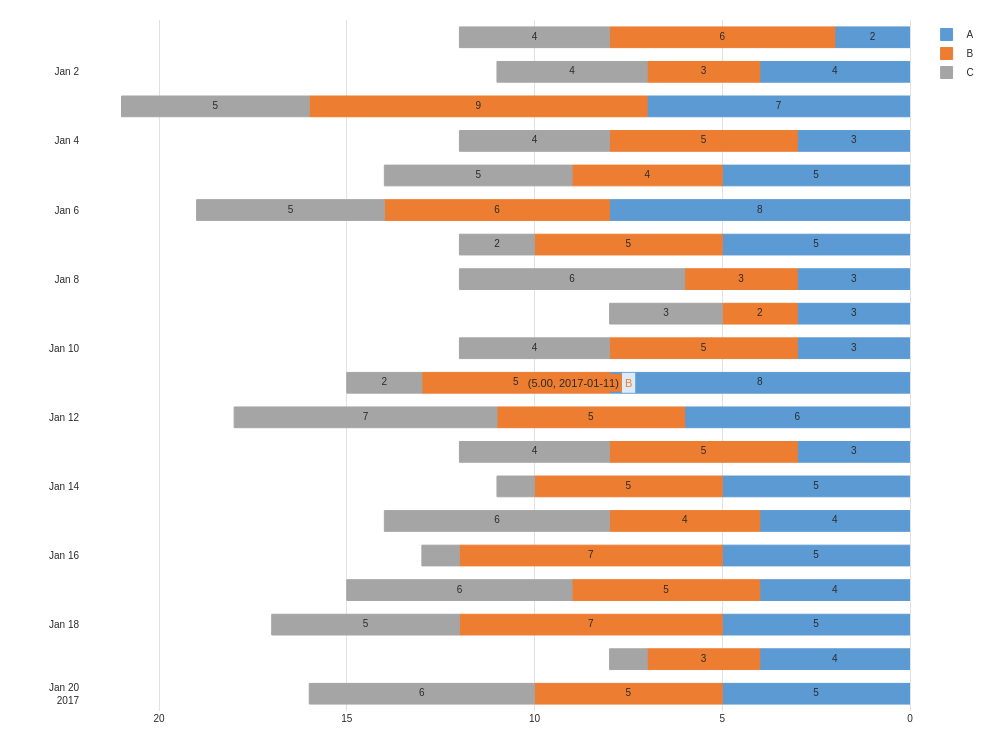 4 6 2 A
B
Jan 2 4 3 4 C
5 9 7
Jan 4 4 5 3
5 4 5
Jan 6 5 6 8
2 5 5
Jan 8 6 3 3
3 2 3
Jan 10 4 5 3
2 5 (5.00, 2017-01-11) B 8
Jan 12 7 5 6
4 5 3
Jan 14 5 5
6 4 4
Jan 16 7 5
6 5 4
Jan 18 5 7 5
3 4
Jan 20 6 5 5
2017
20 15 10 5 0